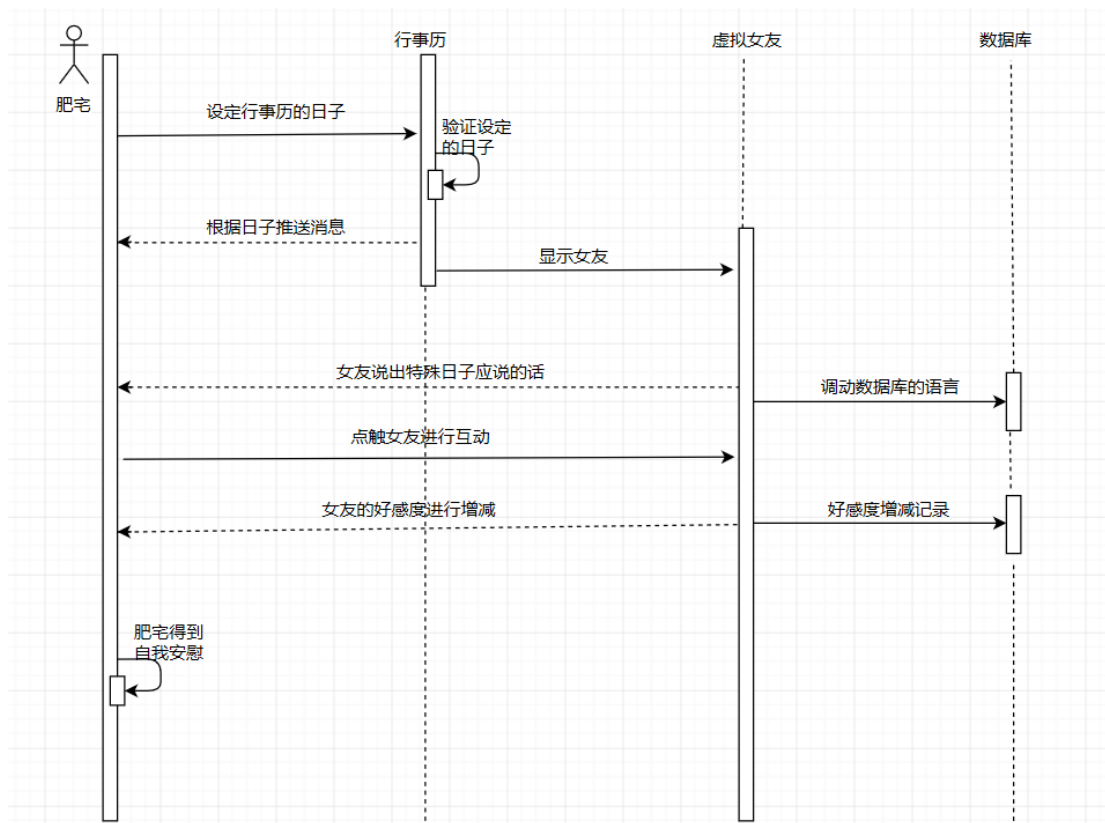 行事历
虚拟女友
数据库
肥宅
设定行事历的日子
验证设定
的日子
根据日子推送消息
显示女友
女友说出特殊日子应说的话
调动数据库的语言
点触女友进行互动
女友的好感度进行增减
好感度增减记录
肥宅得到
自我安慰